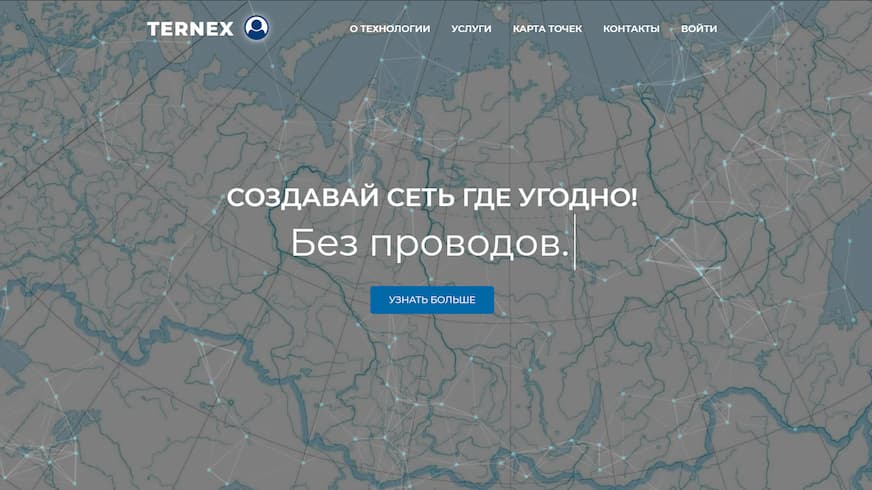 TERNEX
О ТЕХНОЛОГИИ УСЛУГИ КАРТА ТОЧЕК КОНТАКТЫ ВОЙТИ
СОЗДАВАЙ СЕТЬ ГДЕ УГОДНО!
Без проводов.
УЗНАТЬ БОЛЬШЕ